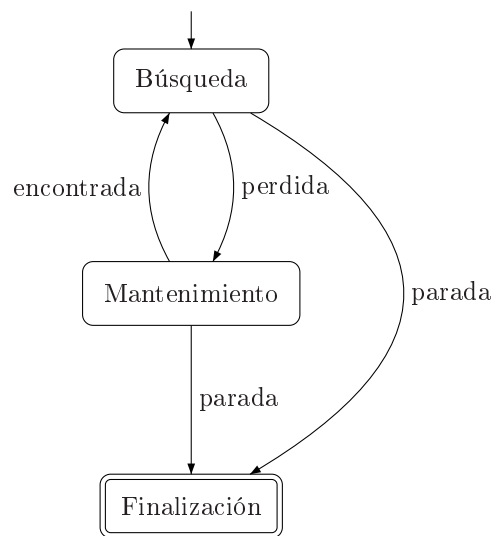 Búsqueda
encontrada
perdida
Mantenimiento
parada
parada
Finalización